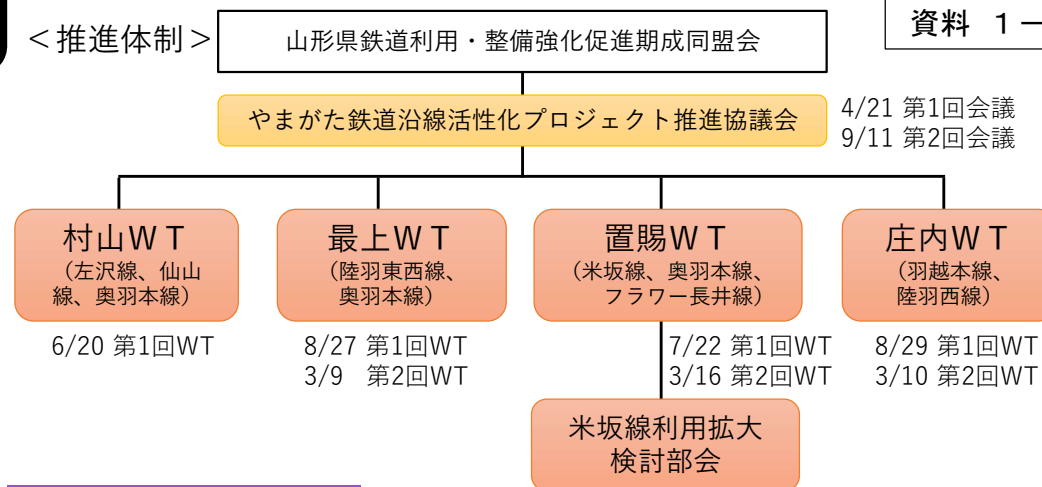 ＜推進体制＞
山形県鉄道利用・整備強化促進期成同盟会
資料 １－
やまがた鉄道沿線活性化プロジェクト推進協議会
4/21 第1回会議
9/11 第2回会議
村山ＷＴ
（左沢線、仙山
線、奥羽本線）
6/20 第1回WT
最上ＷＴ
（陸羽東西線、
奥羽本線）
8/27 第1回WT
3/9 第2回WT
置賜ＷＴ
（米坂線、奥羽本線、
フラワー長井線）
7/22 第1回WT
3/16 第2回WT
庄内ＷＴ
（羽越本線、
陸羽西線）
8/29 第1回WT
3/10 第2回WT
米坂線利用拡大
検討部会